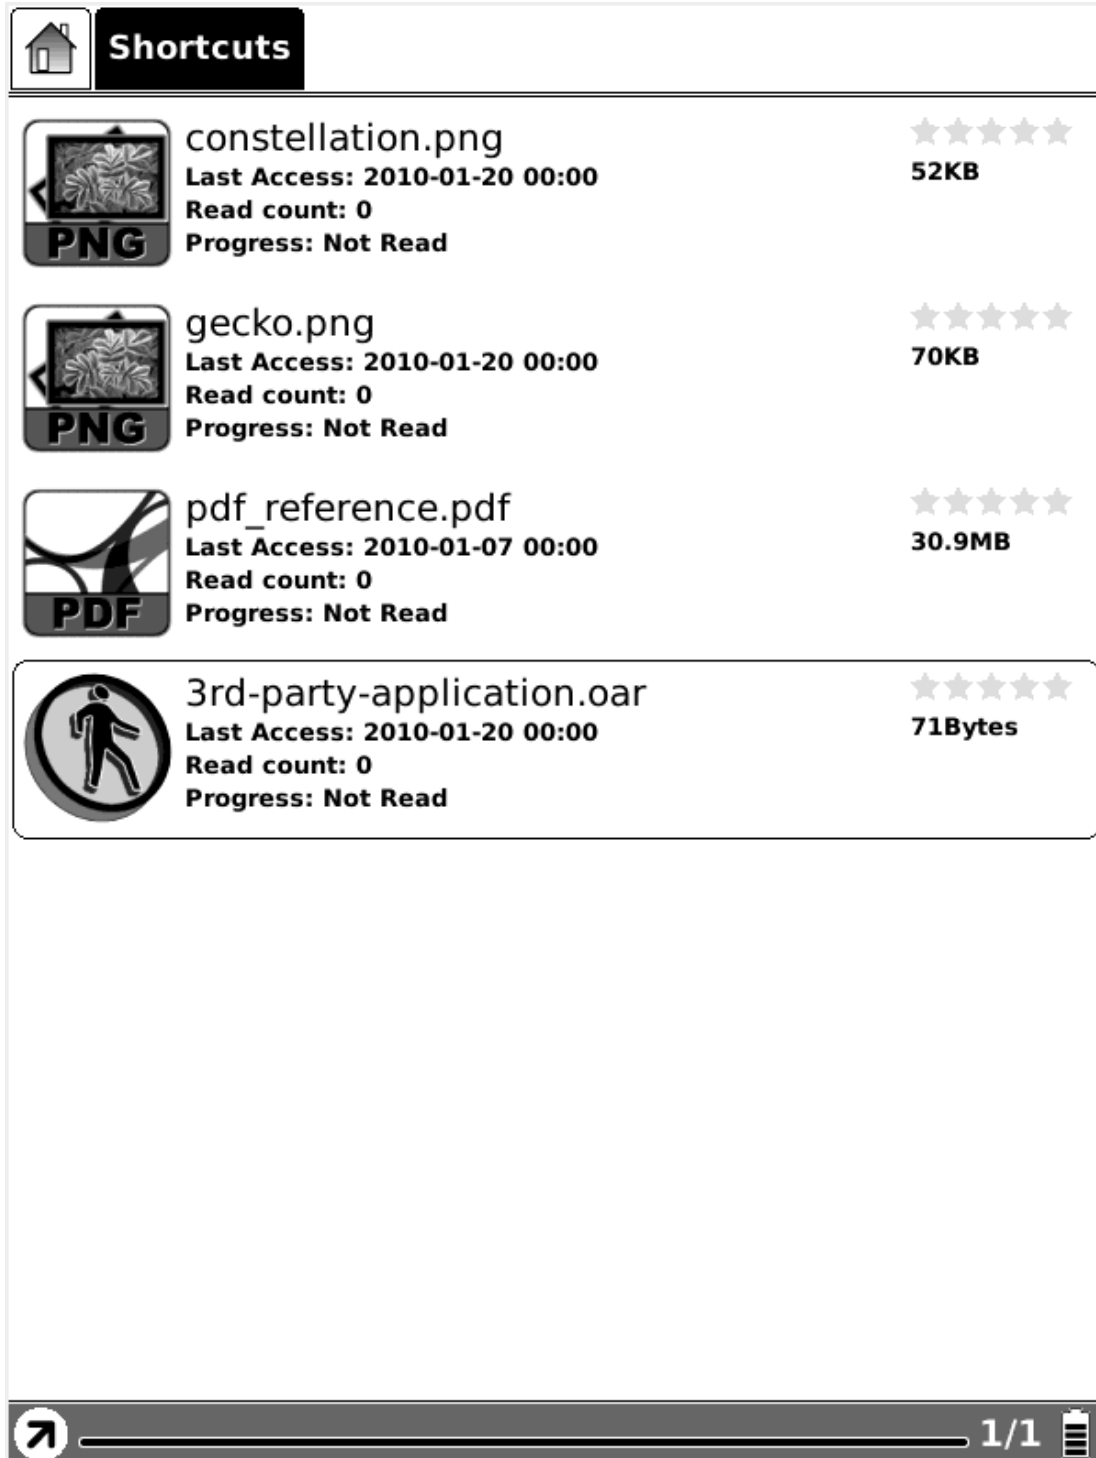 Shortcuts
constellation.png
Last Access: 2010-01-20 00:00
52KB
Read count: 0
Progress: Not Read
PNG
gecko.png
Last Access: 2010-01-20 00:00
70KB
Read count: 0
Progress: Not Read
PNG
pdf_reference.pdf
Last Access: 2010-01-07 00:00
30.9MB
Read count: 0
Progress: Not Read
PDF
3rd-party-application.oar
Last Access: 2010-01-20 00:00
71Bytes
Read count: 0
Progress: Not Read
1/1